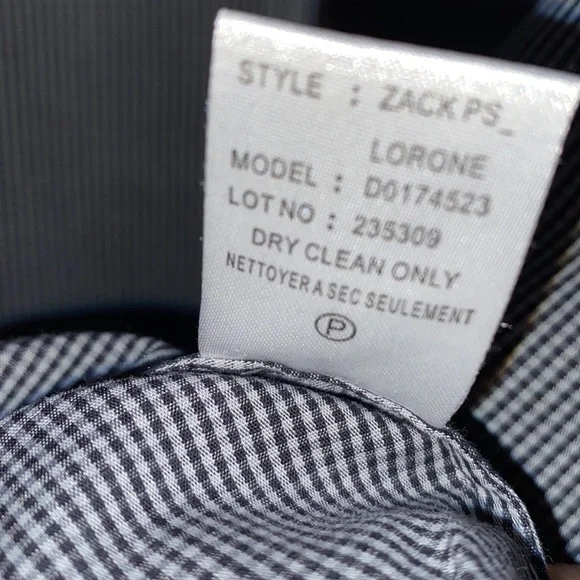 STYLE : ZACK PS_
LORONE
MODEL : D0174523
LOT NO : 235309
DRY CLEAN ONLY
NETTOYER A SEC SEULEMENT
P